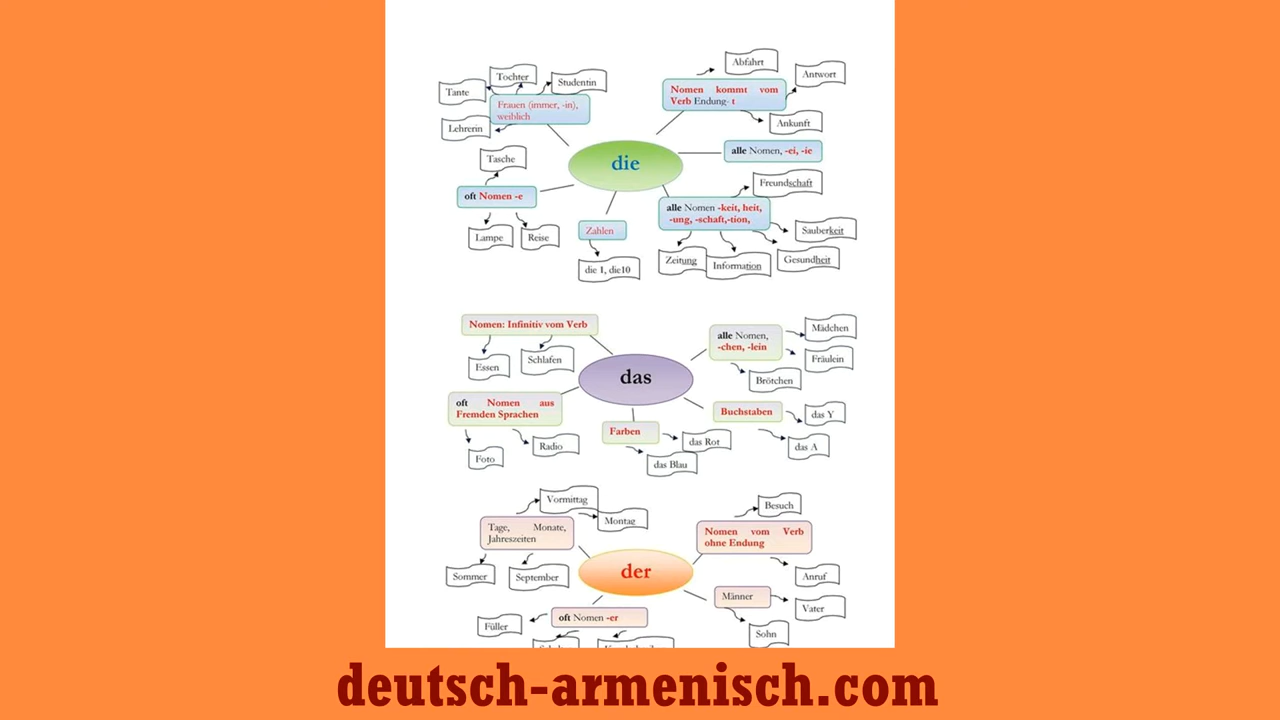 Tante
Tochter
Studentin
Frauen (immer, -in),
weiblich
Lehrerin
Abfahrt
Nomen kommt vom
Verb Endung- t
Antwort
Ankunft
die
alle Nomen, -ei, -ie
Tasche
oft Nomen -e
Lampe
Reise
Zahlen
die 1, die10
Freundschaft
alle Nomen -keit, heit,
-ung, -schaft,-tion,
Sauberkeit
Zeitung
Information
Gesundheit
Nomen: Infinitiv vom Verb
Essen
Schlafen
alle Nomen,
-chen, -lein
Mädchen
Fräulein
Brötchen
das
oft Nomen aus
Fremden Sprachen
Foto
Radio
Farben
das Rot
das Blau
Buchstaben
das Y
das A
Vormittag
Montag
Tage, Monate,
Jahreszeiten
Sommer
September
der
Besuch
Nomen vom Verb
ohne Endung
Anruf
Männer
Vater
Sohn
oft Nomen -er
Füller
deutsch-armenisch.com